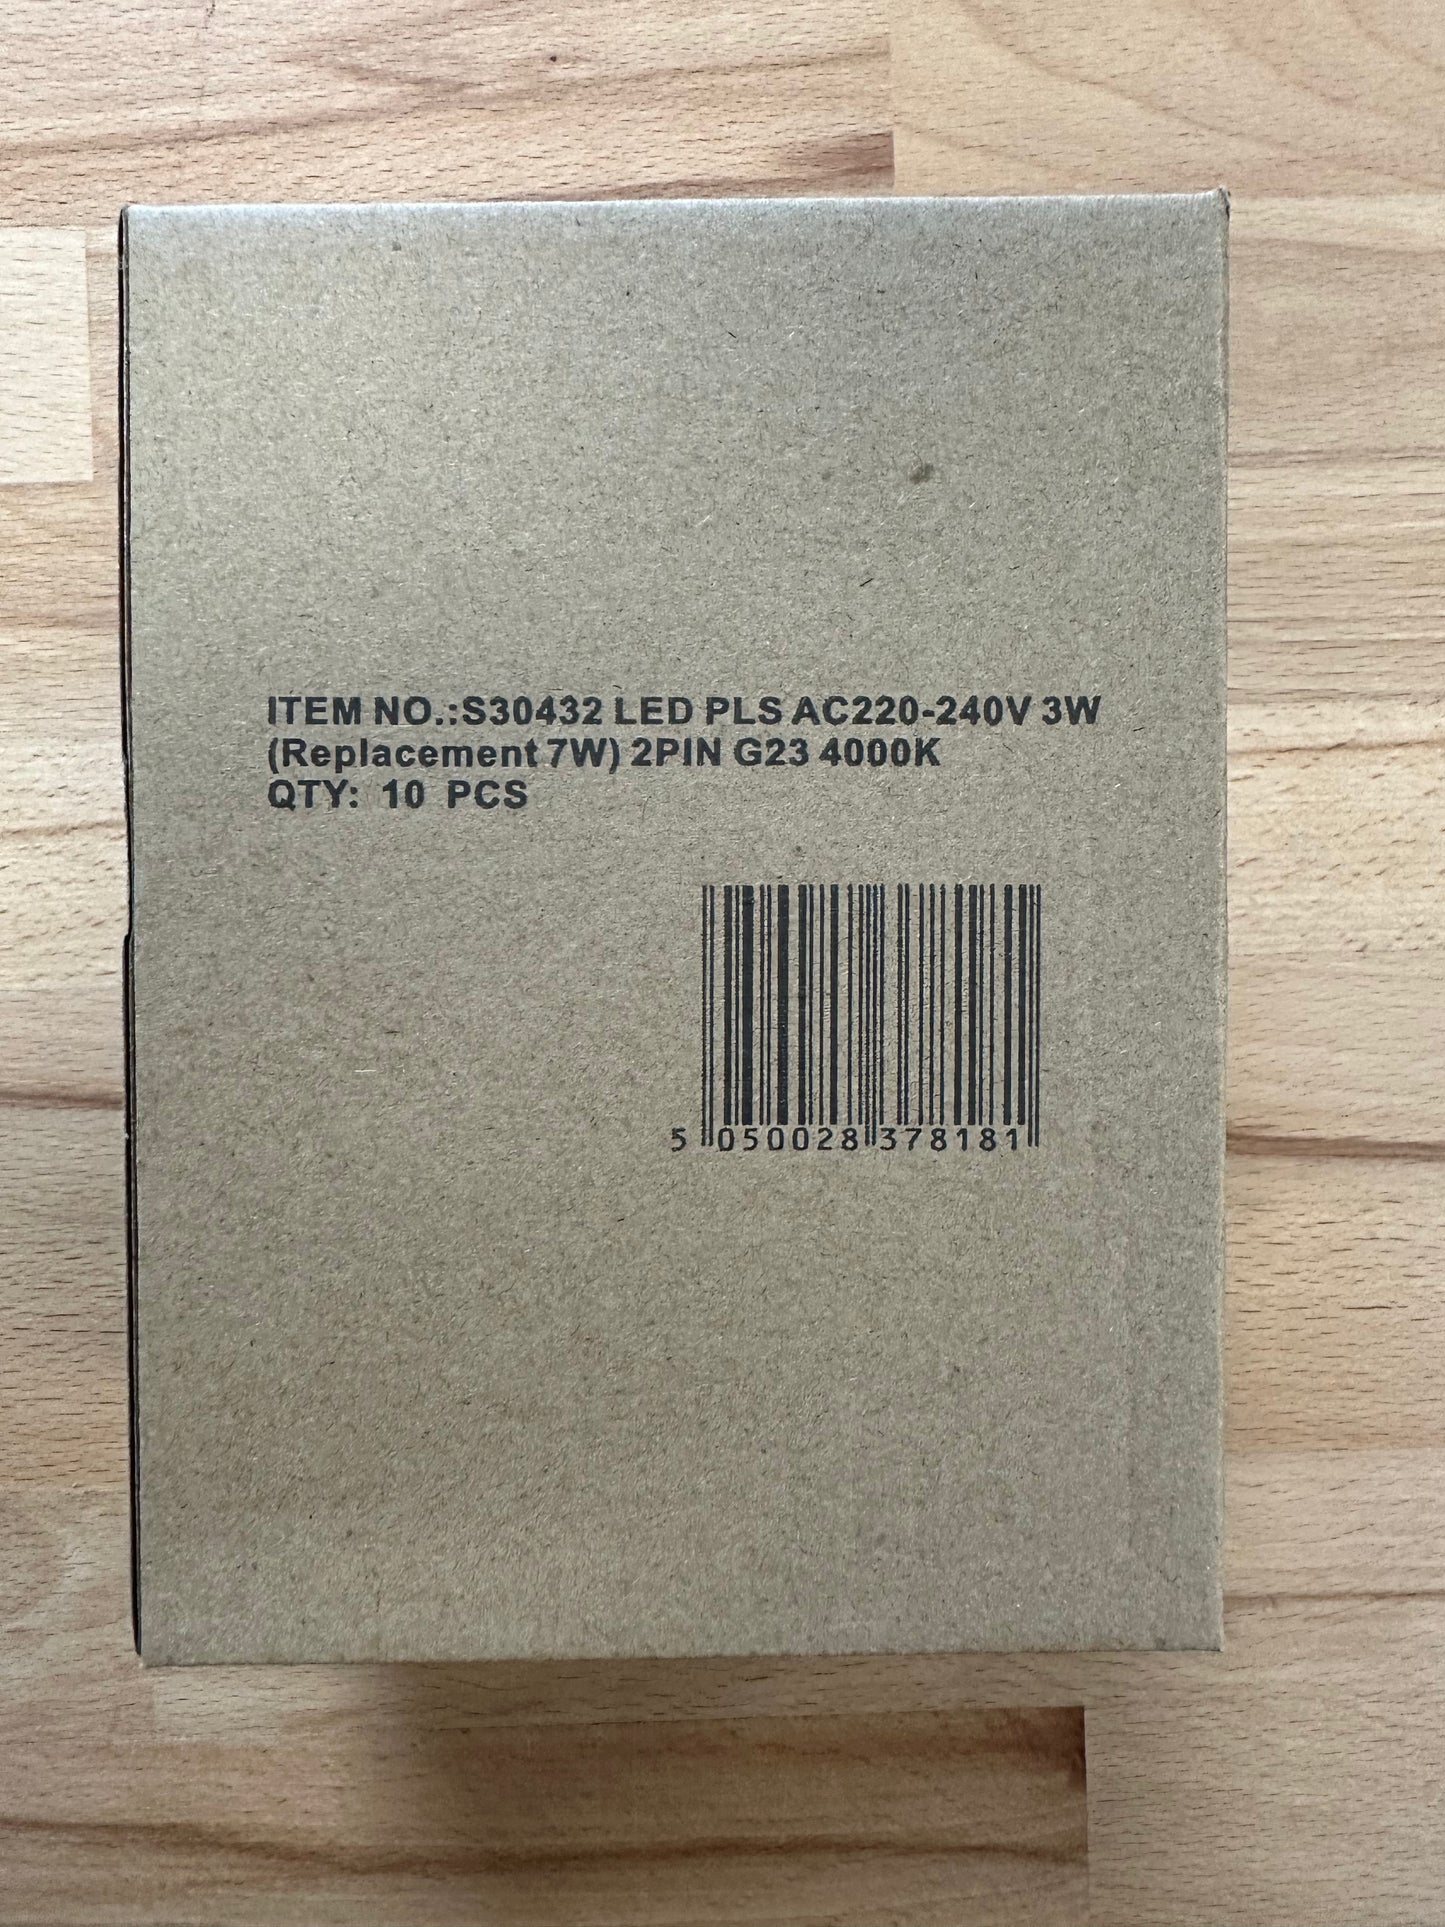 ITEM NO.:S30432 LED PLS AC220-240V 3W
(Replacement 7W) 2PIN G23 4000K
QTY: 10 PCS
5 050028 378181